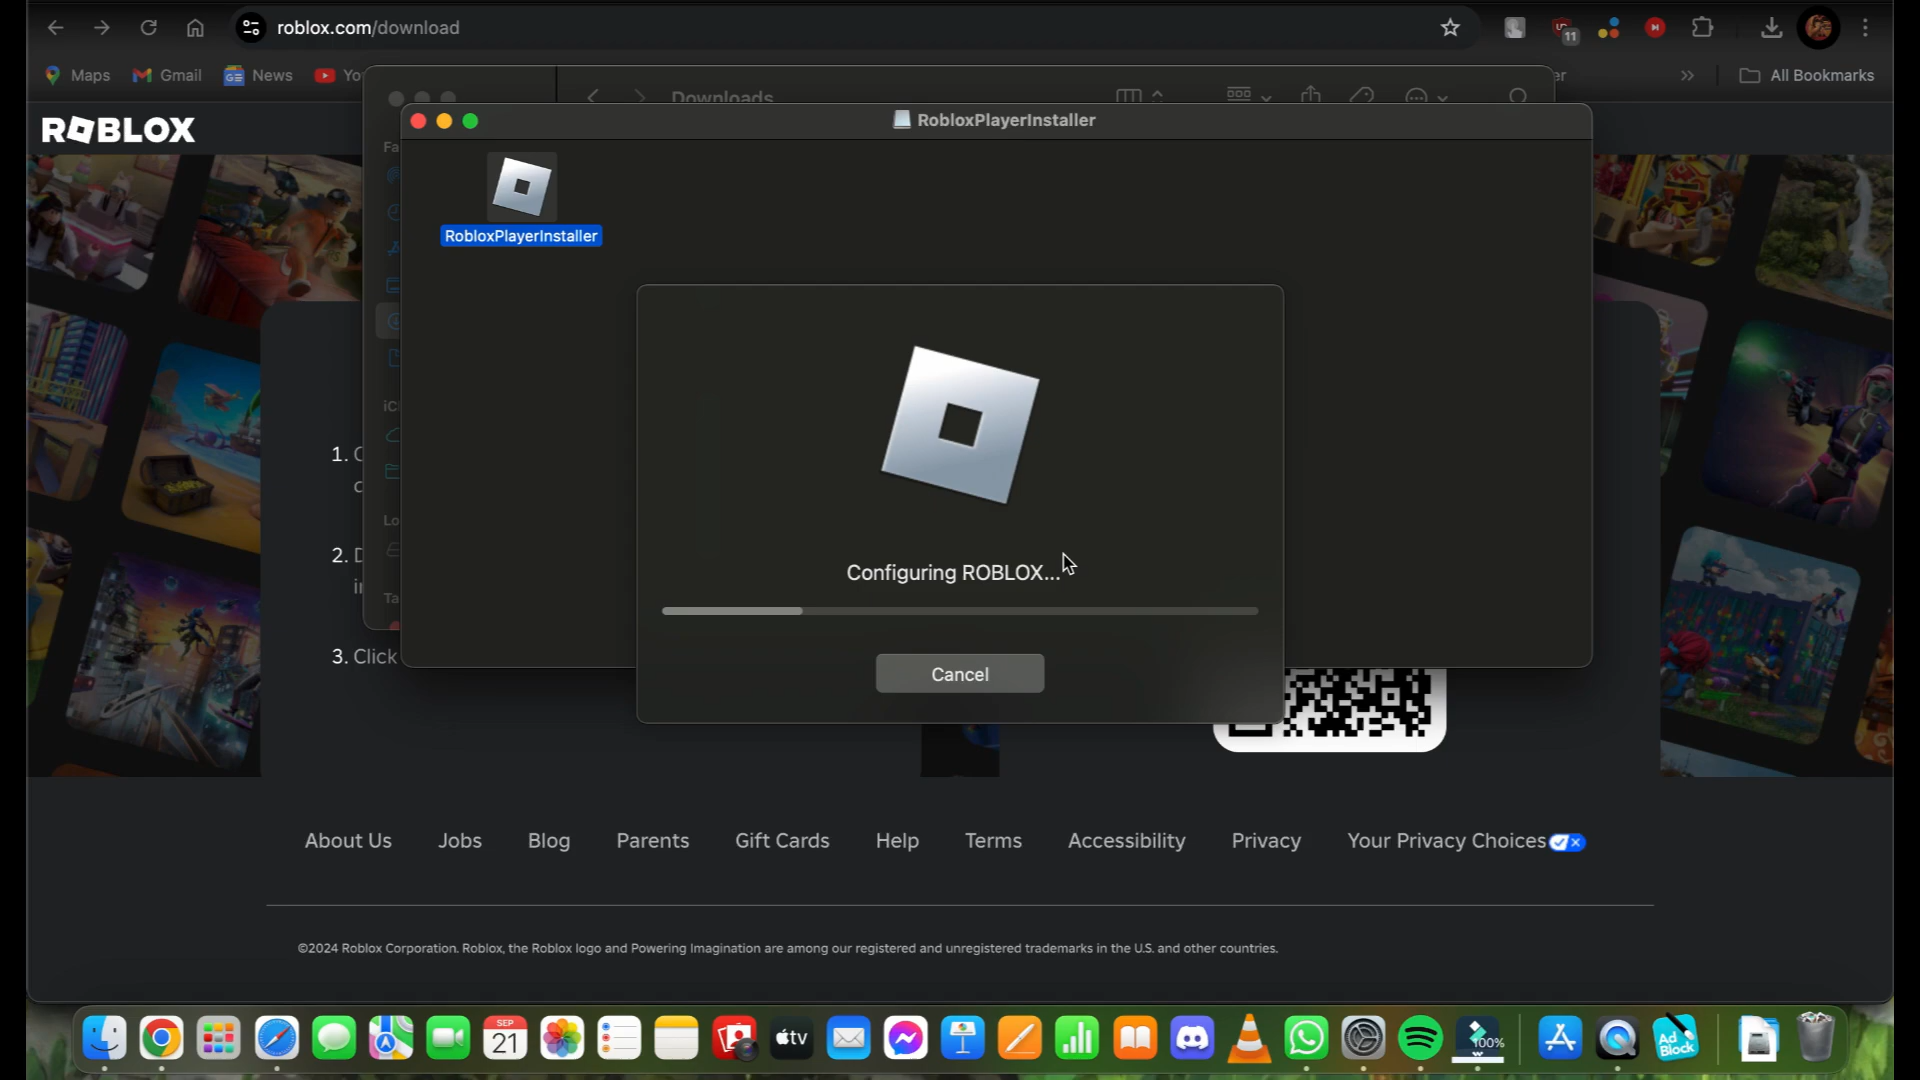 roblox.com/download
11
Maps
Gmail
News
All Bookmarks
Downloads
RobloxPlayerInstaller
ROBLOX
RobloxPlayerInstaller
Configuring ROBLOX...
1.
2.
3. Click
Cancel
About Us
Jobs
Blog
Parents
Gift Cards
Help
Terms
Accessibility
Privacy
Your Privacy Choices
©2024 Roblox Corporation. Roblox, the Roblox logo and Powering Imagination are among our registered and unregistered trademarks in the U.S. and other countries.
SEP
21
tv
100%
Ad
Block